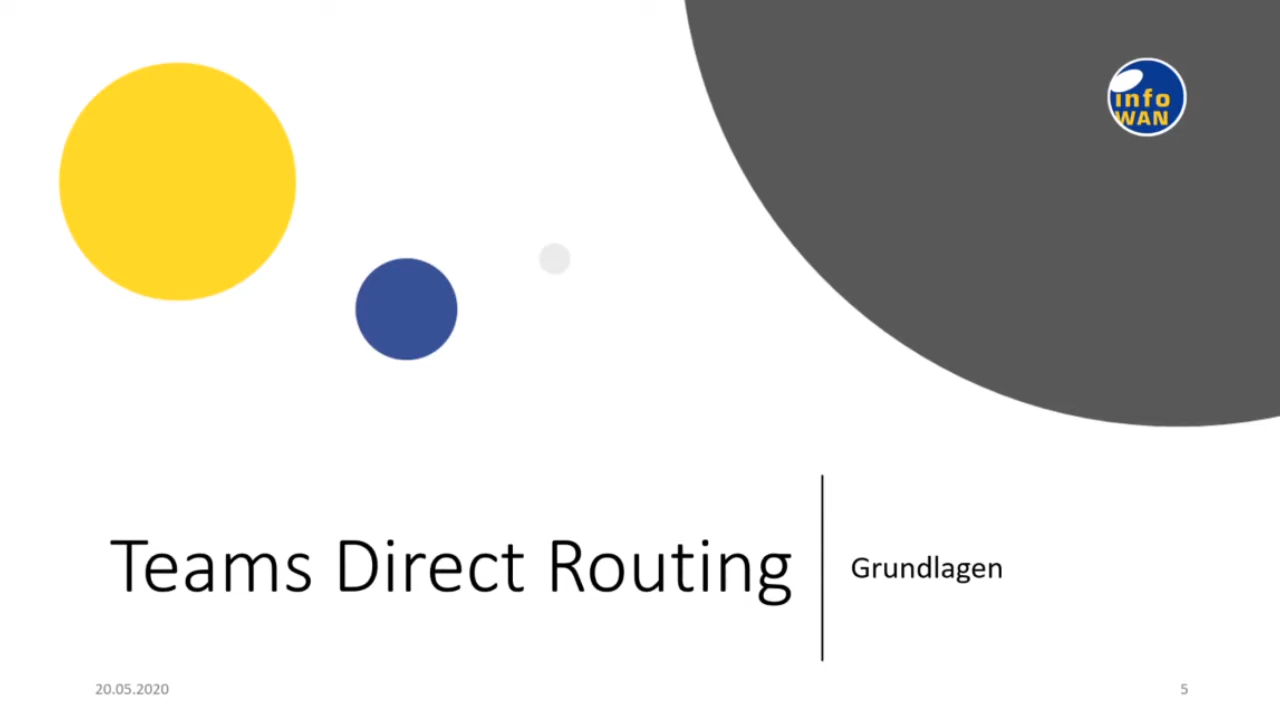 info
WAN
Teams Direct Routing
Grundlagen
20.05.2020
5